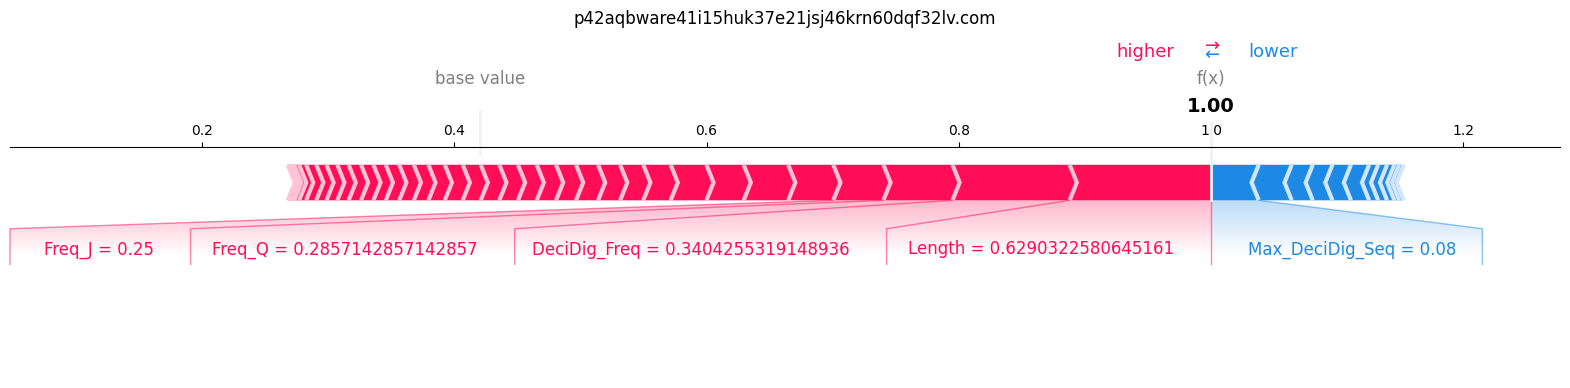 p42aqbware41i15huk37e21jsj46krn60dqf32lv.com
higher ⇄ lower
base value f(x)
1.00
0.2 0.4 0.6 0.8 1.0 1.2
Freq_J = 0.25 Freq_Q = 0.2857142857142857 DeciDig_Freq = 0.3404255319148936 Length = 0.6290322580645161 Max_DeciDig_Seq = 0.08